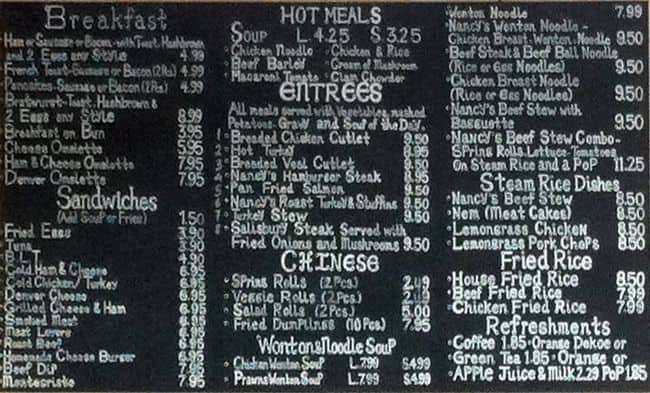 Breakfast
Ham or Sausage or Bacon-with Toast, Hashbrown
and 2 Eggs any Style 4.99
French Toast-Sausage or Bacon (2 Pcs) 4.99
Pancakes-Sausage or Bacon (2 Pcs) 4.99
Bratwurst-Toast, Hashbrown &
2 Eggs any Style 8.99
Breakfast on Bun 3.95
Cheese Omelette 5.95
Ham & Cheese Omelette 7.95
Denver Omelette 7.95
Sandwiches
(Add Soup or Fries) 1.50
Fried Egg 3.90
Tuna 3.90
B.L.T. 4.90
Cold Ham & Cheese 6.95
Cold Chicken/Turkey 6.95
Denver Cheese 6.95
Grilled Cheese & Ham 6.95
Smoked Meat 6.95
Meat Lovers 6.95
Roast Beef 6.95
Homemade Cheese Burger 6.95
Beef Dip 7.95
Montecristo 7.95
HOT MEALS
SOUP L 4.25 S 3.25
• Chicken Noodle • Chicken & Rice
• Beef Barley • Cream of Mushroom
• Macaroni Tomato • Clam Chowder
ENTREES
All meals served with Vegetables, mashed
Potatoes, Gravy and Soup of the Day.
1 • Breaded Chicken Cutlet 9.50
2 • Hot Turkey 8.95
3 • Breaded Veal Cutlet 9.50
4 • Nancy's Hamburger Steak 8.95
5 • Pan Fried Salmon 9.50
6 • Nancy's Roast Turkey & Stuffing 9.50
7 • Turkey Stew 9.50
8 • Salisbury Steak Served with
Fried Onions and Mushrooms 9.50
CHINESE
• Spring Rolls (2 Pcs) 2.49
• Veggie Rolls (2 Pcs) 2.49
• Salad Rolls (2 Pcs) 5.00
• Fried Dumplings (10 Pcs) 7.95
Wonton & Noodle Soup
• Chicken Wonton Soup L.7.99 S.4.99
• Prawns Wonton Soup L.7.99 S.4.99
• Wonton Noodle 7.99
• Nancy's Wonton Noodle -
Chicken Breast, Wonton, Noodle 9.50
• Beef Steak & Beef Ball Noodle
(Rice or Egg Noodles) 9.50
• Chicken Breast Noodle
(Rice or Egg Noodles) 9.50
• Nancy's Beef Stew with
Baguette 9.50
• Nancy's Beef Stew Combo-
Spring Rolls, Lettuce, Tomatoes
On Steam Rice and a Pop 11.25
Steam Rice Dishes
• Nancy's Beef Stew 8.50
• Nem (Meat Cakes) 8.50
• Lemongrass Chicken 8.50
• Lemongrass Pork Chops 8.50
Fried Rice
• House Fried Rice 8.50
• Beef Fried Rice 7.99
• Chicken Fried Rice 7.99
Refreshments
• Coffee 1.85 • Orange Pekoe or
• Green Tea 1.85 • Orange or
• Apple Juice & Milk 2.29 Pop 1.85